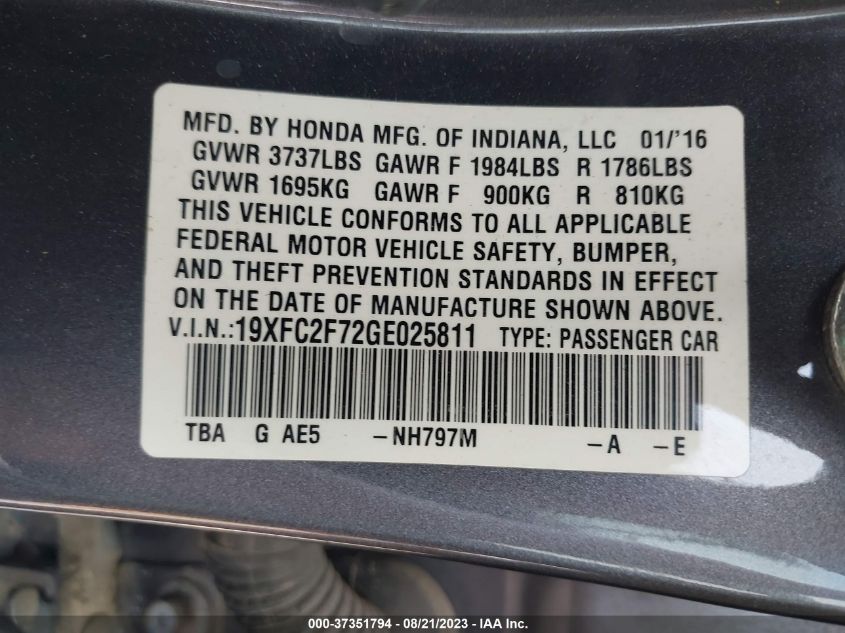 MFD. BY HONDA MFG. OF INDIANA, LLC 01/'16
GVWR 3737LBS GAWR F 1984LBS R 1786LBS
GVWR 1695KG GAWR F 900KG R 810KG
THIS VEHICLE CONFORMS TO ALL APPLICABLE
FEDERAL MOTOR VEHICLE SAFETY, BUMPER,
AND THEFT PREVENTION STANDARDS IN EFFECT
ON THE DATE OF MANUFACTURE SHOWN ABOVE.
V.I.N.:19XFC2F72GE025811 TYPE: PASSENGER CAR
TBA G AE5 -NH797M -A -E
000-37351794 - 08/21/2023 - IAA Inc.